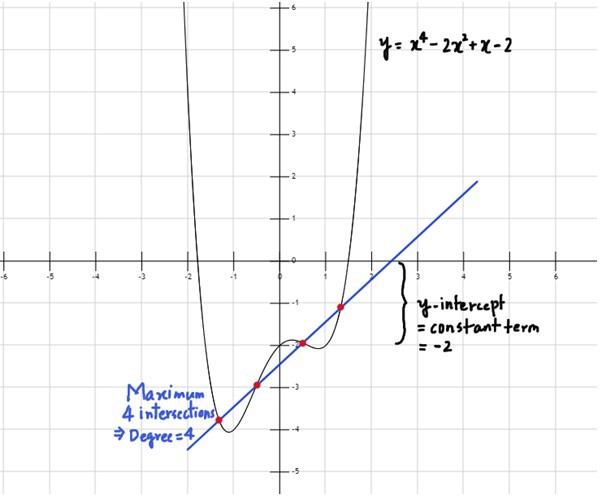 6
y = x⁴ - 2x² + x - 2
5
4
3
2
1
0
-6 -5 -4 -3 -2 -1 0 1 2 3 4 5 6
-1
y-intercept
= constant term
= -2
-2
-3
Maximum
4 intersections
⇒ Degree = 4
-4
-5